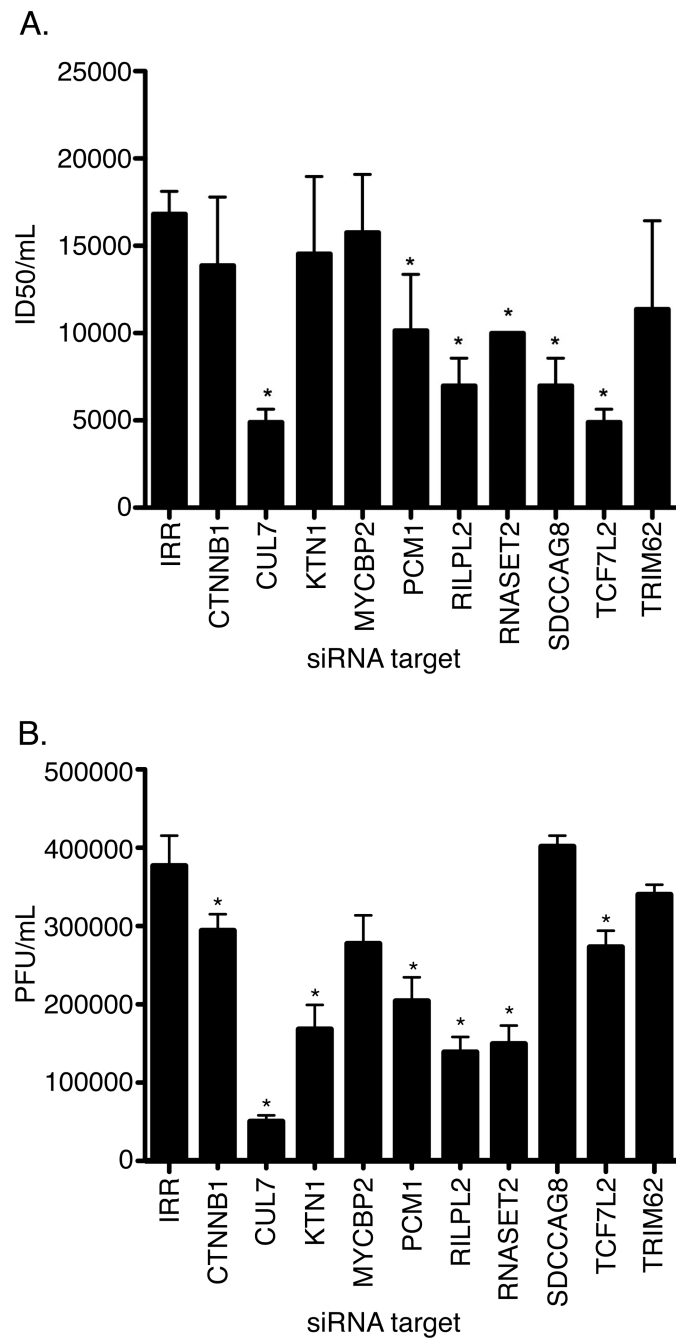 A.
25000
20000
15000
10000
5000
0
ID50/mL
*
*
*
*
*
*
IRR
CTNNB1
CUL7
KTN1
MYCBP2
PCM1
RILPL2
RNASET2
SDCCAG8
TCF7L2
TRIM62
siRNA target
B.
500000
400000
300000
200000
100000
0
PFU/mL
*
*
*
*
*
*
*
IRR
CTNNB1
CUL7
KTN1
MYCBP2
PCM1
RILPL2
RNASET2
SDCCAG8
TCF7L2
TRIM62
siRNA target